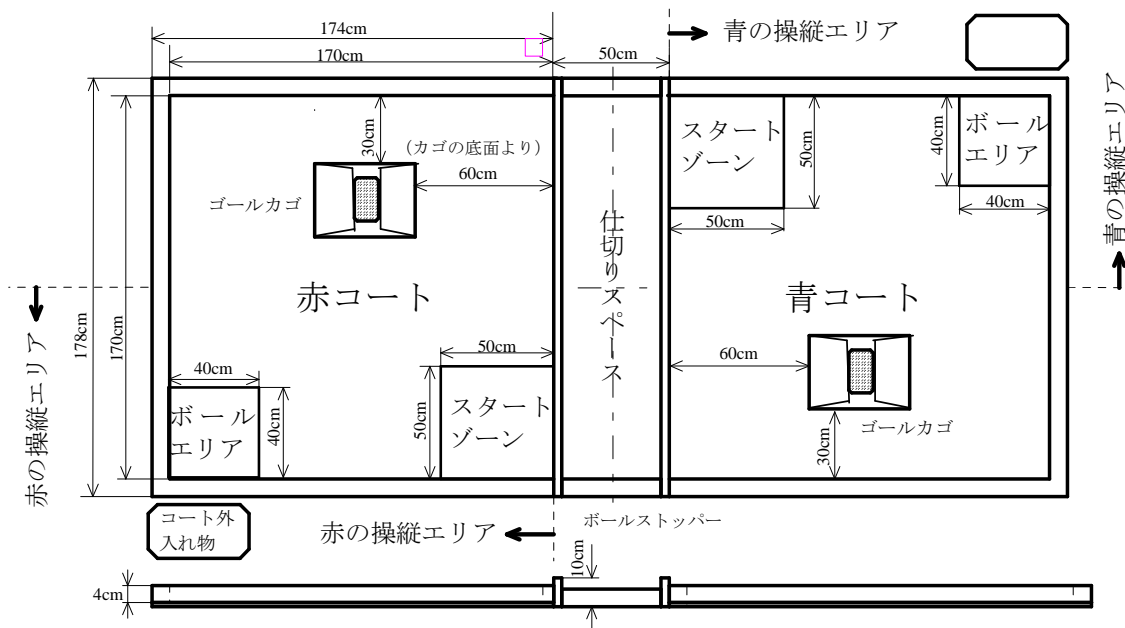 174cm
170cm
50cm
青の操縦エリア
30cm
(カゴの底面より)
60cm
ゴールカゴ
スタート
ゾーン
50cm
50cm
40cm
ボール
エリア
40cm
青の操縦エリア
仕切りスペース
赤コート
青コート
178cm
170cm
赤の操縦エリア
40cm
ボール
エリア
40cm
50cm
50cm
スタート
ゾーン
60cm
ゴールカゴ
30cm
コート外
入れ物
赤の操縦エリア
ボールストッパー
10cm
4cm